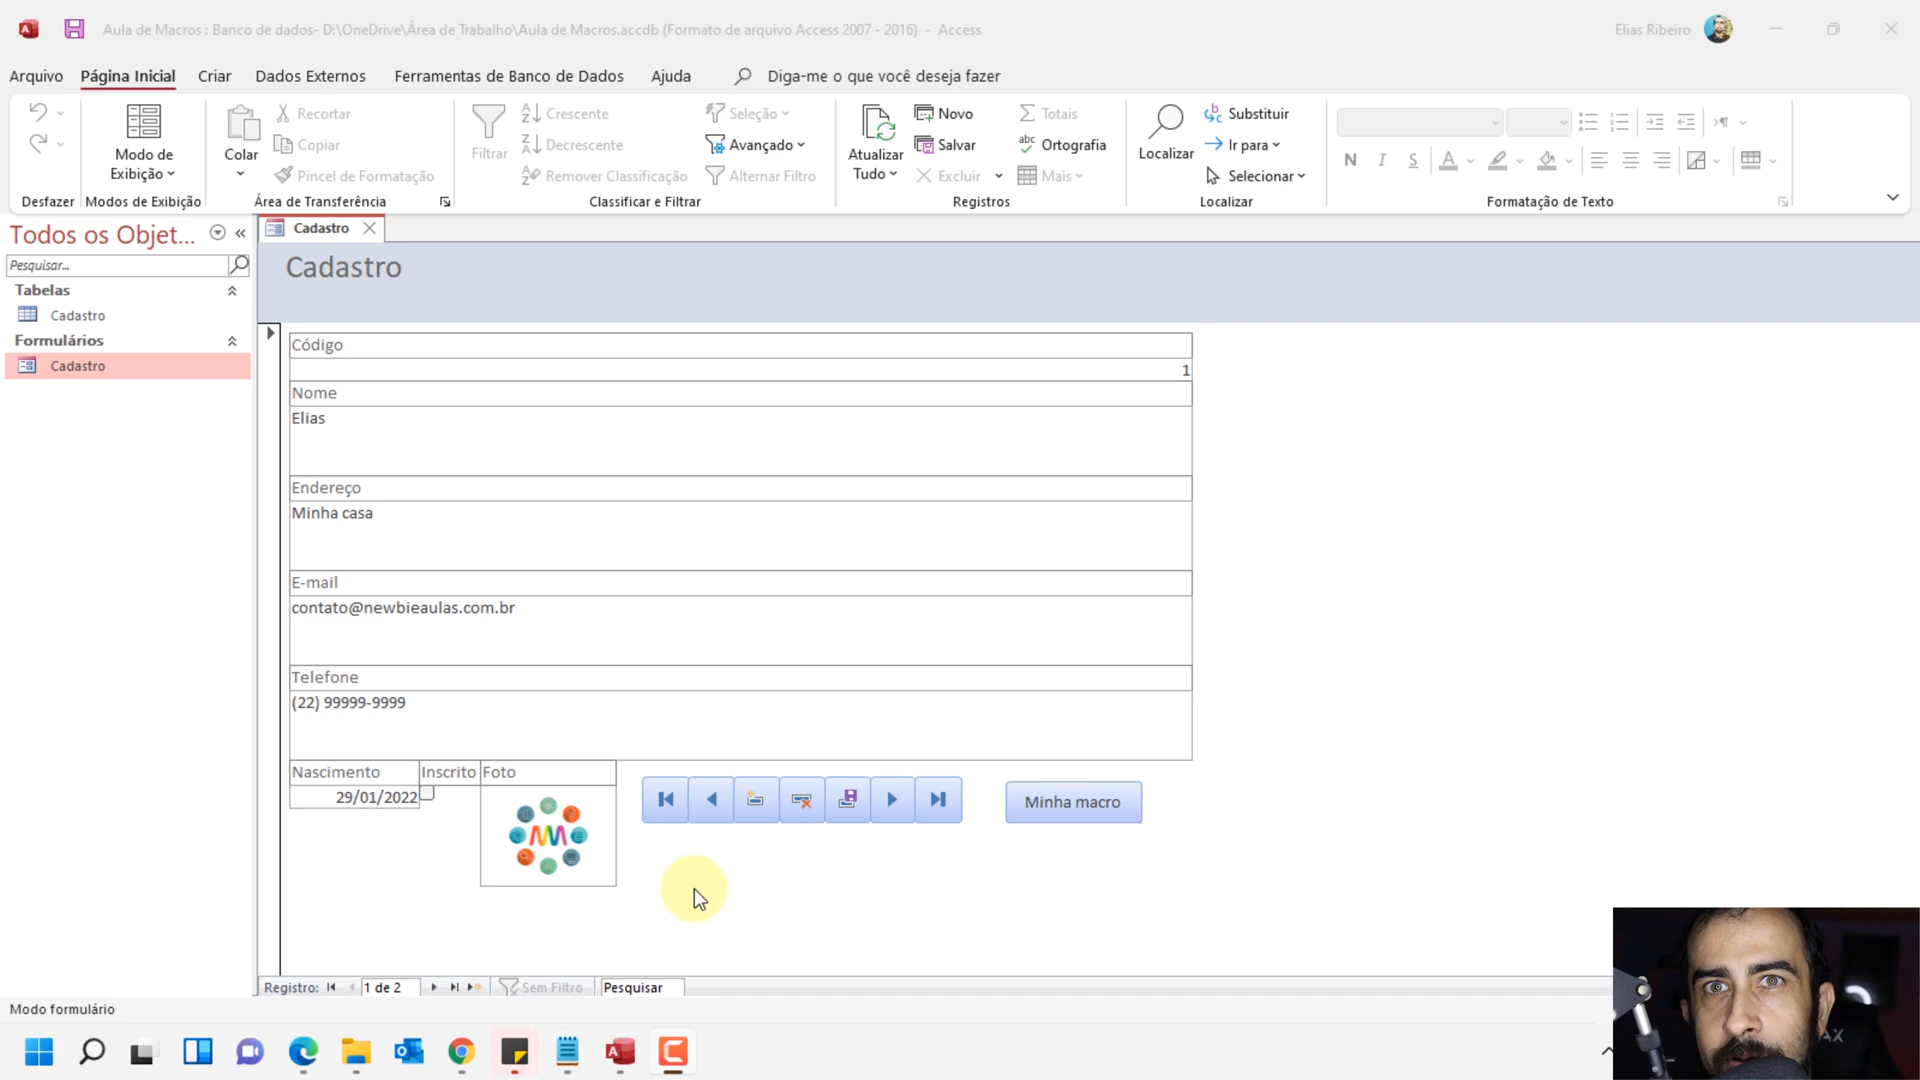 Aula de Macros : Banco de dados- D:\OneDrive\Área de Trabalho\Aula de Macros.accdb (Formato de arquivo Access 2007 - 2016)  -  Access
Elias Ribeiro
Arquivo Página Inicial Criar Dados Externos Ferramentas de Banco de Dados Ajuda Diga-me o que você deseja fazer
Modo de Exibição
Colar
Recortar
Copiar
Pincel de Formatação
Filtrar
Crescente
Decrescente
Remover Classificação
Seleção
Avançado
Alternar Filtro
Atualizar Tudo
Novo
Salvar
Excluir
Totais
Ortografia
Mais
Localizar
Substituir
Ir para
Selecionar
N I S A
Desfazer Modos de Exibição Área de Transferência Classificar e Filtrar Registros Localizar Formatação de Texto
Todos os Objet...
Pesquisar...
Tabelas
Cadastro
Formulários
Cadastro
Cadastro
Cadastro
Código
1
Nome
Elias
Endereço
Minha casa
E-mail
contato@newbieaulas.com.br
Telefone
(22) 99999-9999
Nascimento Inscrito Foto
29/01/2022
Minha macro
Registro: 1 de 2 Sem Filtro Pesquisar
Modo formulário